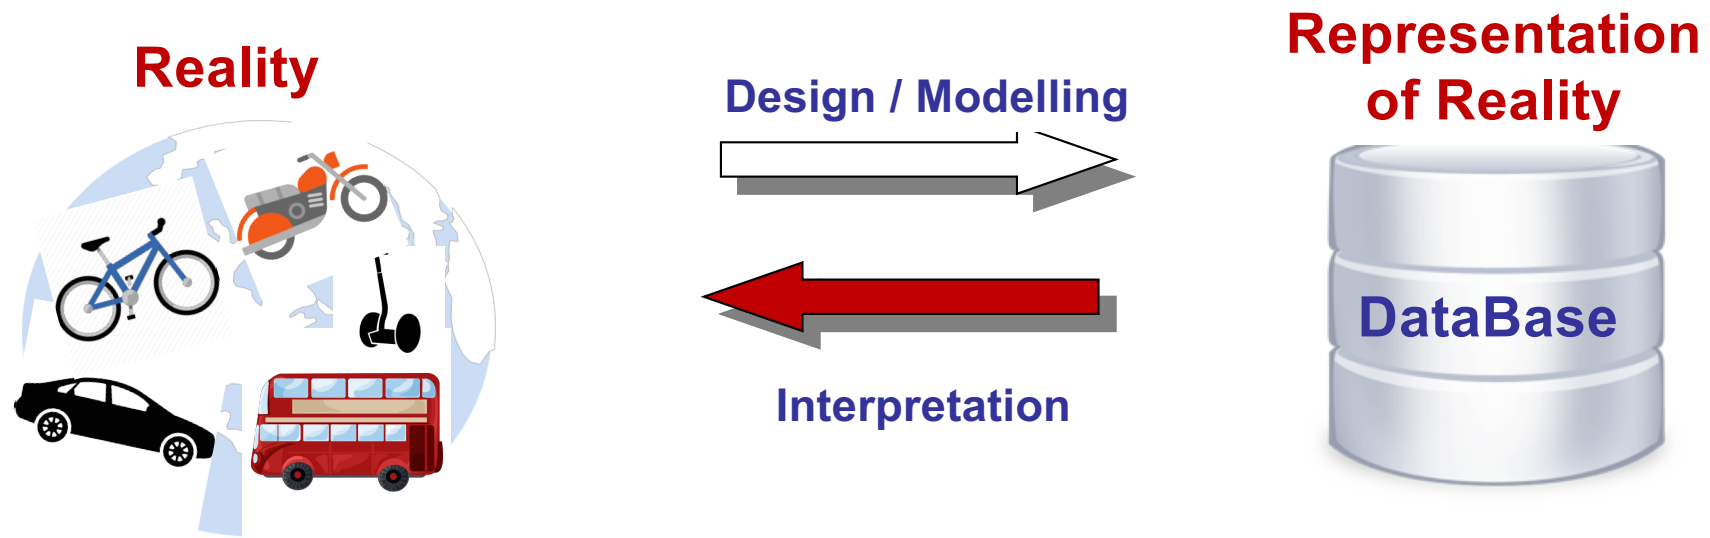 Reality
Design / Modelling
Interpretation
Representation
of Reality
DataBase